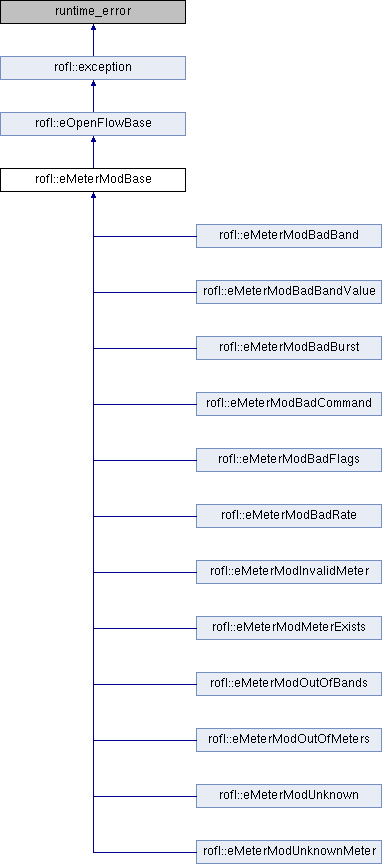 runtime_error
rofl::exception
rofl::eOpenFlowBase
rofl::eMeterModBase
rofl::eMeterModBadBand
rofl::eMeterModBadBandValue
rofl::eMeterModBadBurst
rofl::eMeterModBadCommand
rofl::eMeterModBadFlags
rofl::eMeterModBadRate
rofl::eMeterModInvalidMeter
rofl::eMeterModMeterExists
rofl::eMeterModOutOfBands
rofl::eMeterModOutOfMeters
rofl::eMeterModUnknown
rofl::eMeterModUnknownMeter